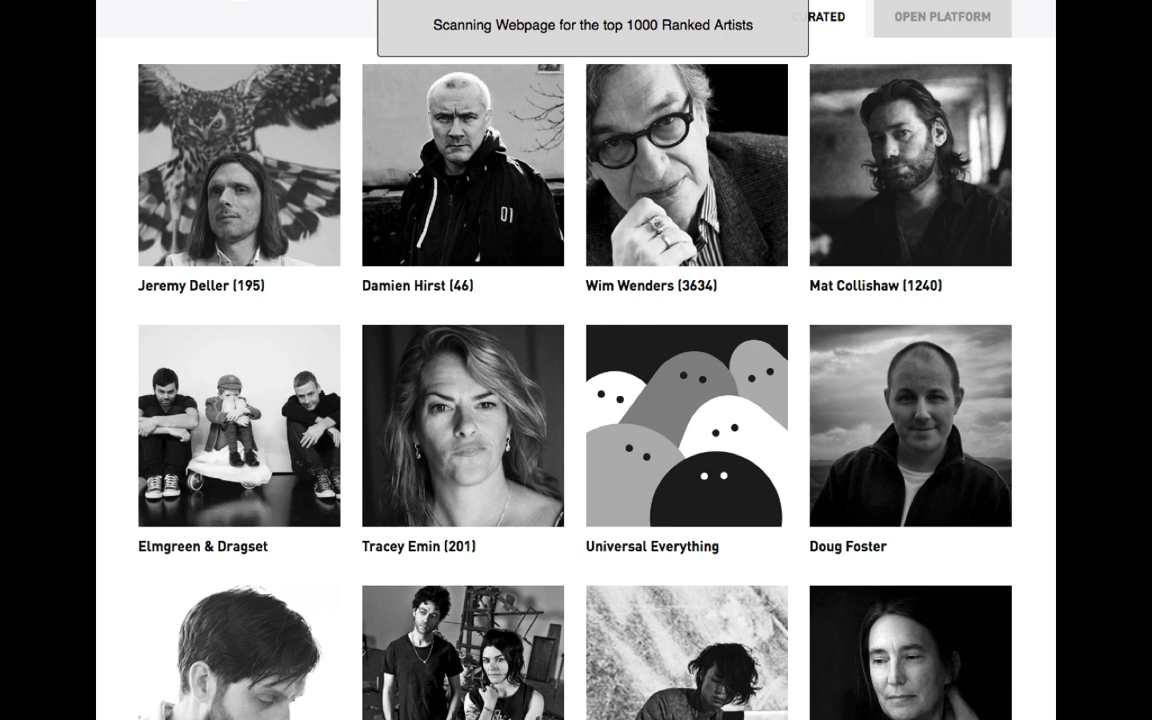 Scanning Webpage for the top 1000 Ranked Artists
RATED
OPEN PLATFORM
01
Jeremy Deller (195)
Damien Hirst (46)
Wim Wenders (3634)
Mat Collishaw (1240)
Elmgreen & Dragset
Tracey Emin (201)
Universal Everything
Doug Foster